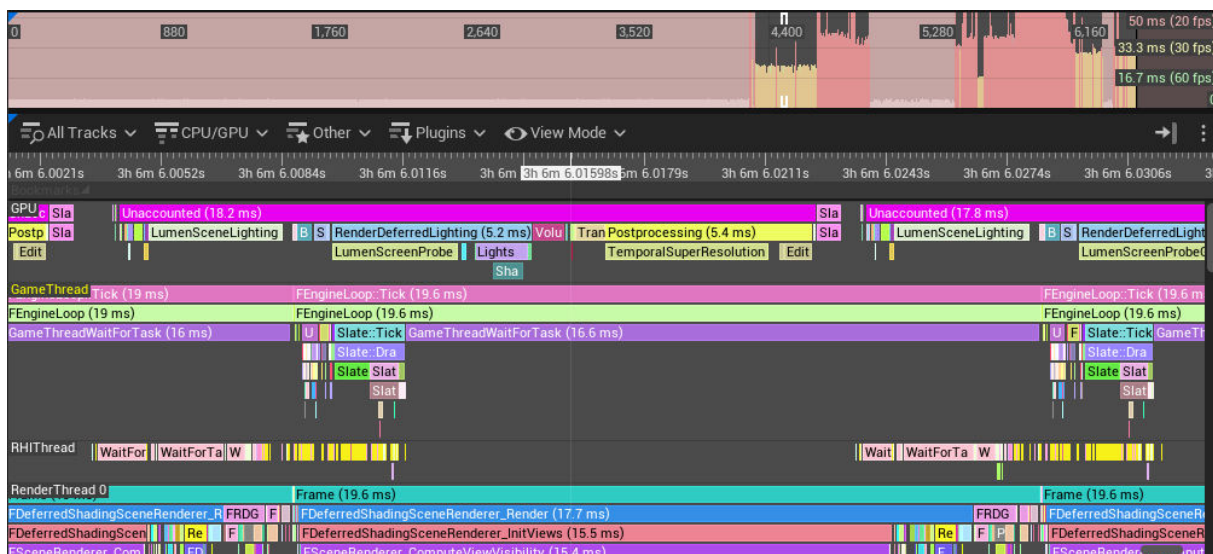 0 880 1,760 2,640 3,520 4,400 5,280 6,160 50 ms (20 fps
33.3 ms (30 fps
16.7 ms (60 fps
All Tracks CPU/GPU Other Plugins View Mode
6m 6.0021s 3h 6m 6.0052s 3h 6m 6.0084s 3h 6m 6.0116s 3h 6m 3h 6m 6.01598s 6m 6.0179s 3h 6m 6.0211s 3h 6m 6.0243s 3h 6m 6.0274s 3h 6m 6.0306s
Bookmarks
GPU Sla Unaccounted (18.2 ms) Sla Unaccounted (17.8 ms)
Postp Sla LumenSceneLighting B S RenderDeferredLighting (5.2 ms) Volu Tran Postprocessing (5.4 ms) Sla LumenSceneLighting B S RenderDeferredLight
Edit LumenScreenProbe Lights TemporalSuperResolution Edit LumenScreenProbeG
Sha
GameThread Tick (19 ms) FEngineLoop::Tick (19.6 ms) FEngineLoop::Tick (19.6 m
FEngineLoop (19 ms) FEngineLoop (19.6 ms) FEngineLoop (19.6 ms)
GameThreadWaitForTask (16 ms) U Slate::Tick GameThreadWaitForTask (16.6 ms) U F Slate::Tick GameTh
Slate::Dra Slate::Dra
Slate Slat Slate Slat
Slat Slat
RHIThread WaitFor WaitForTa W Wait WaitForTa W
RenderThread 0 Frame (19.6 ms) Frame (19.6 ms)
FDeferredShadingSceneRenderer_R FRDG F FDeferredShadingSceneRenderer_Render (17.7 ms) FRDG FDeferredShadingSceneR
FDeferredShadingScen Re F FDeferredShadingSceneRenderer_InitViews (15.5 ms) Re F P FDeferredShadingSceneR
FSceneRenderer_Com FD FSceneRenderer_ComputeViewVisibility (15.4 ms) F